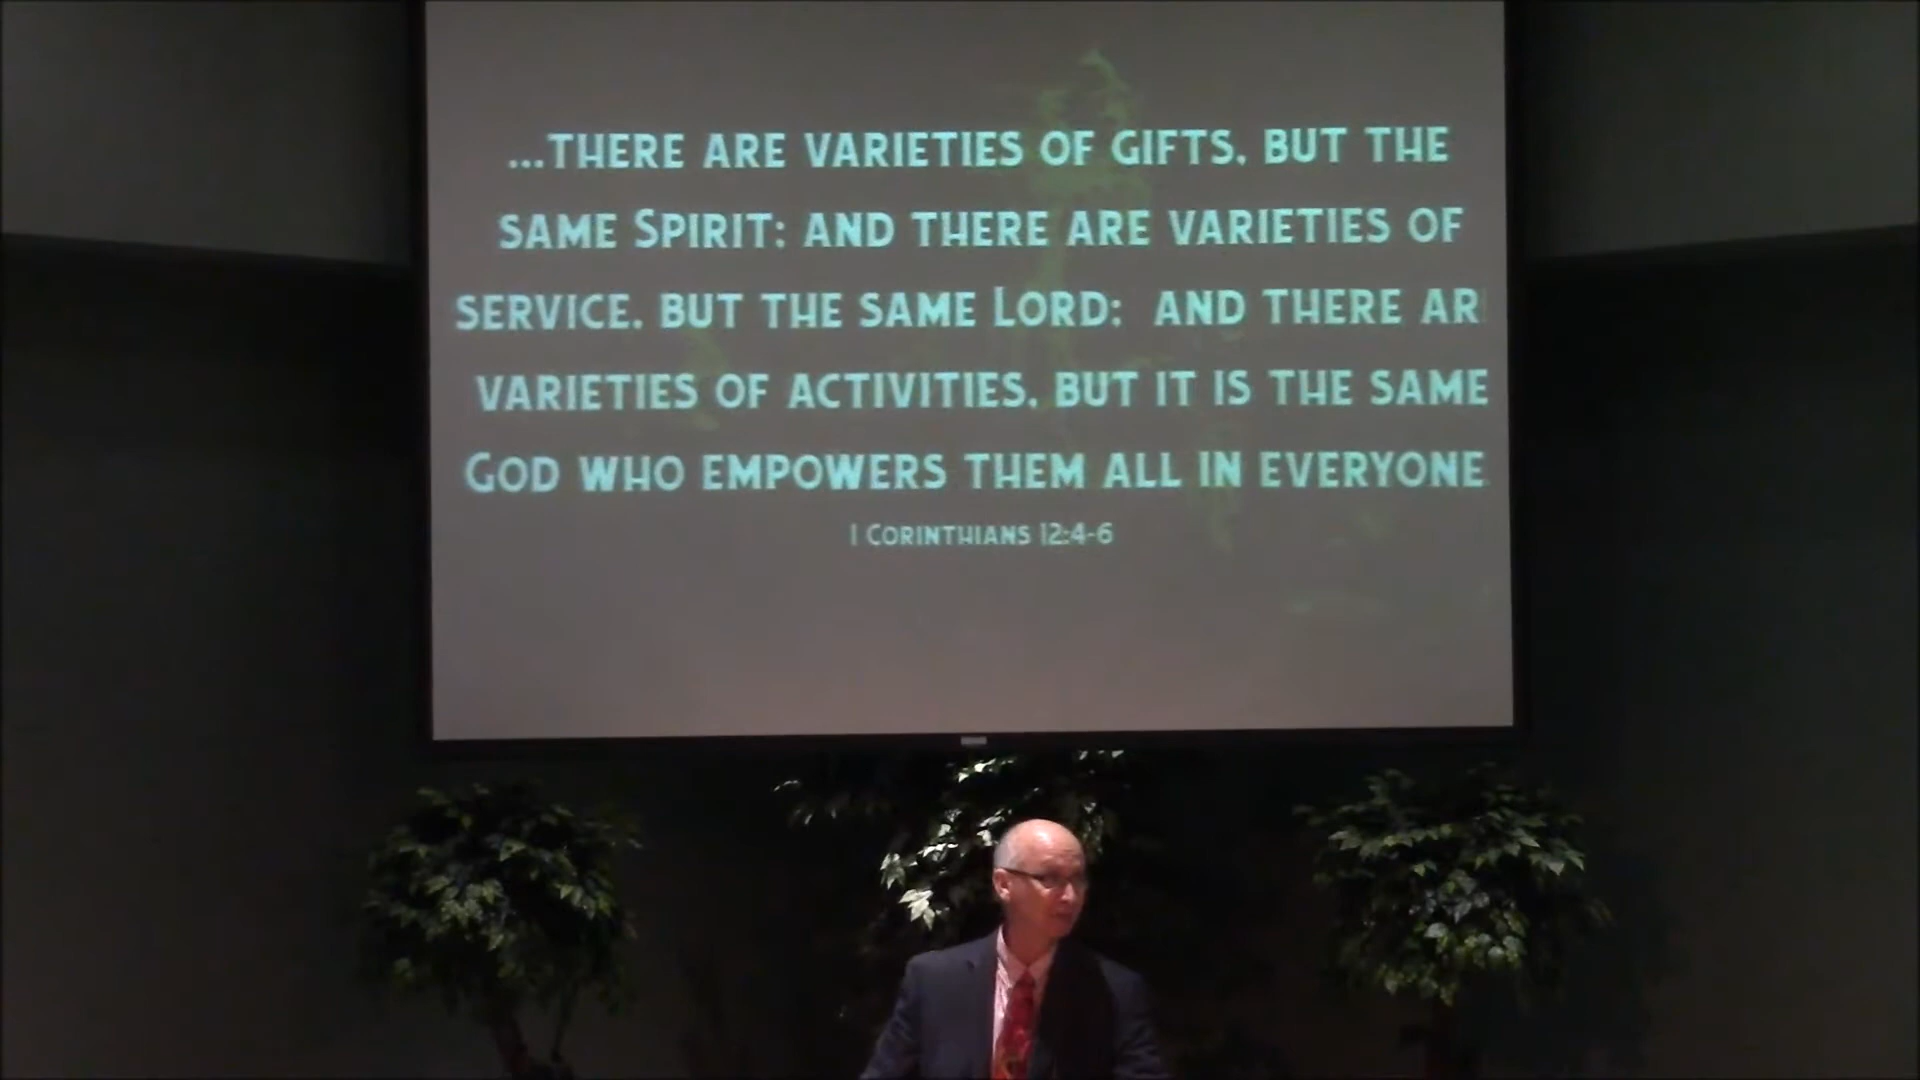 ...THERE ARE VARIETIES OF GIFTS, BUT THE
SAME SPIRIT; AND THERE ARE VARIETIES OF
SERVICE, BUT THE SAME LORD; AND THERE AR
VARIETIES OF ACTIVITIES, BUT IT IS THE SAME
GOD WHO EMPOWERS THEM ALL IN EVERYONE.
1 CORINTHIANS 12:4-6